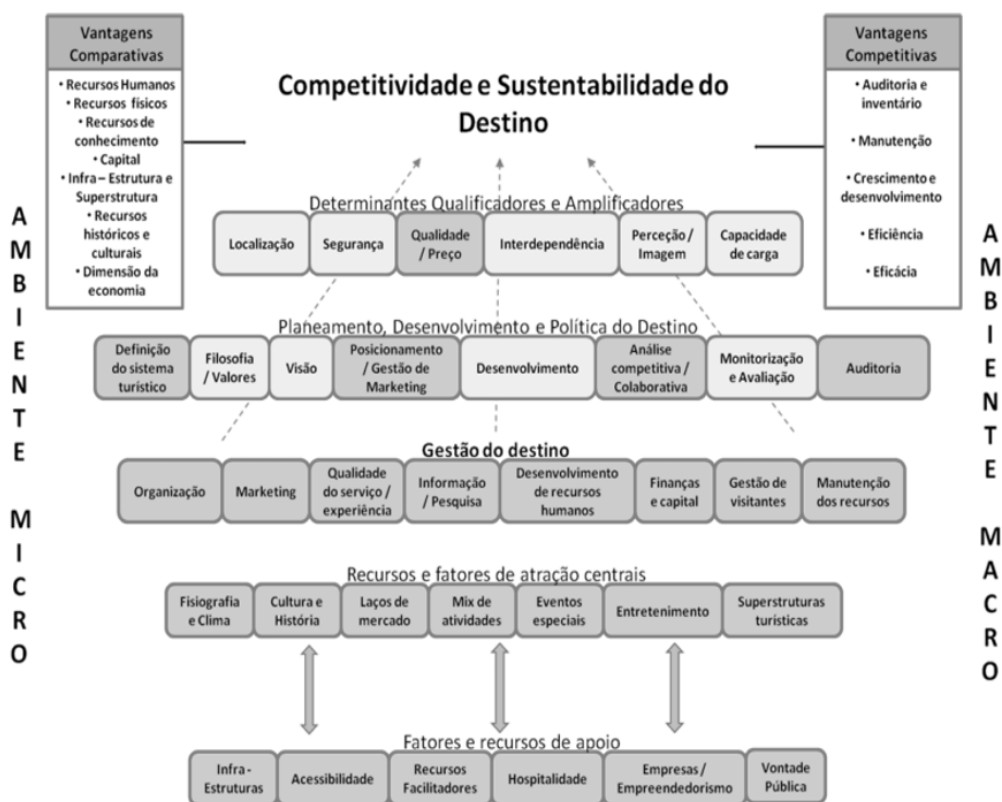 Vantagens
Comparativas
• Recursos Humanos
• Recursos físicos
• Recursos de
conhecimento
• Capital
• Infra – Estrutura e
Superstrutura
• Recursos
históricos e
culturais
• Dimensão da
economia
Competitividade e Sustentabilidade do
Destino
Vantagens
Competitivas
• Auditoria e
inventário
• Manutenção
• Crescimento e
desenvolvimento
• Eficiência
• Eficácia
AMBIENTE MICRO
AMBIENTE MACRO
Determinantes Qualificadores e Amplificadores
Localização
Segurança
Qualidade
/ Preço
Interdependência
Perceção /
Imagem
Capacidade
de carga
Planeamento, Desenvolvimento e Política do Destino
Definição
do sistema
turístico
Filosofia
/ Valores
Visão
Posicionamento
/ Gestão de
Marketing
Desenvolvimento
Análise
competitiva /
Colaborativa
Monitorização
e Avaliação
Auditoria
Gestão do destino
Organização
Marketing
Qualidade
do serviço /
experiência
Informação
/ Pesquisa
Desenvolvimento
de recursos
humanos
Finanças
e capital
Gestão de
visitantes
Manutenção
dos recursos
Recursos e fatores de atração centrais
Fisiografia
e Clima
Cultura e
História
Laços de
mercado
Mix de
atividades
Eventos
especiais
Entretenimento
Superstruturas
turísticas
Fatores e recursos de apoio
Infra -
Estruturas
Acessibilidade
Recursos
Facilitadores
Hospitalidade
Empresas /
Empreendedorismo
Vontade
Pública